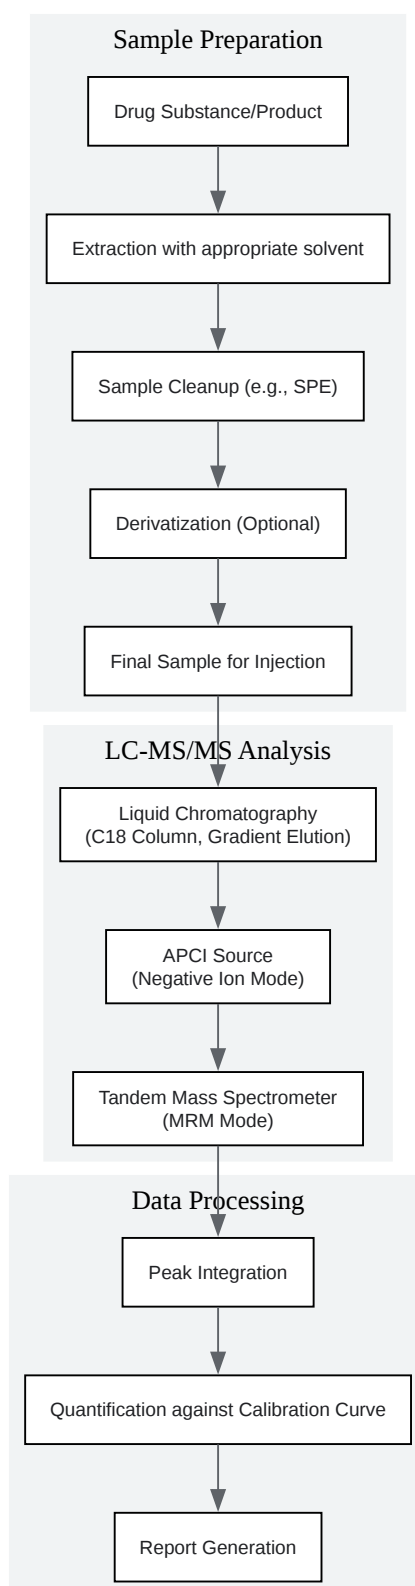 Sample Preparation
Drug Substance/Product
Extraction with appropriate solvent
Sample Cleanup (e.g., SPE)
Derivatization (Optional)
Final Sample for Injection
LC-MS/MS Analysis
Liquid Chromatography
(C18 Column, Gradient Elution)
APCI Source
(Negative Ion Mode)
Tandem Mass Spectrometer
(MRM Mode)
Data Processing
Peak Integration
Quantification against Calibration Curve
Report Generation